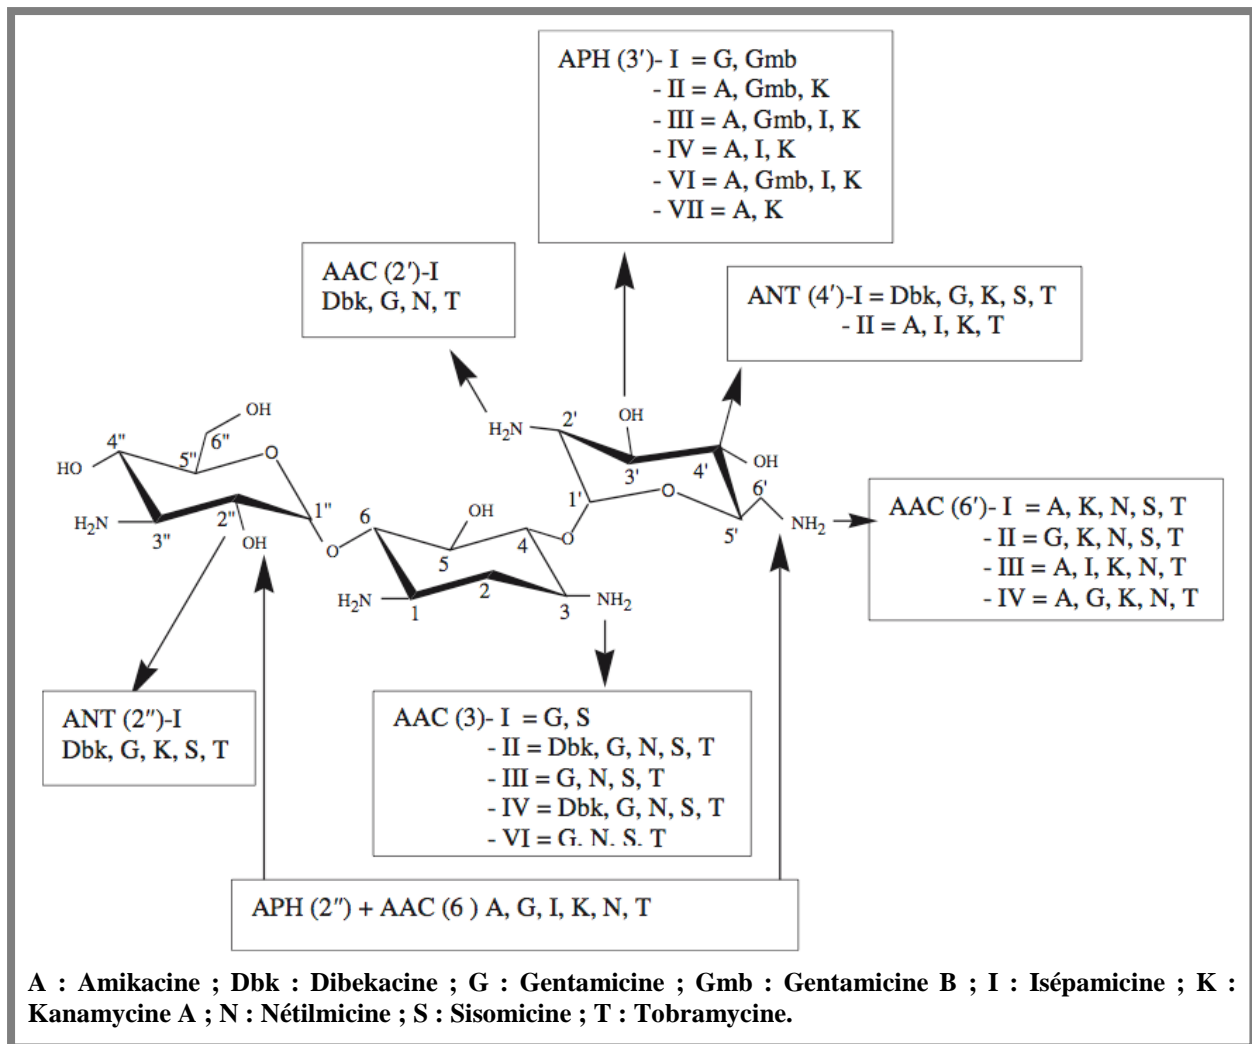 APH (3′)- I = G, Gmb
- II = A, Gmb, K
- III = A, Gmb, I, K
- IV = A, I, K
- VI = A, Gmb, I, K
- VII = A, K
AAC (2′)-I
Dbk, G, N, T
ANT (4′)-I = Dbk, G, K, S, T
- II = A, I, K, T
OH
6"
4"
HO
5"
O
H₂N
3"
2"
OH
1"
O
H₂N
2'
OH
3'
4'
OH
1'
O
6'
5'
NH₂
6
OH
5
4
O
H₂N
1
2
3
NH₂
AAC (6′)- I = A, K, N, S, T
- II = G, K, N, S, T
- III = A, I, K, N, T
- IV = A, G, K, N, T
ANT (2″)-I
Dbk, G, K, S, T
AAC (3)- I = G, S
- II = Dbk, G, N, S, T
- III = G, N, S, T
- IV = Dbk, G, N, S, T
- VI = G, N, S, T
APH (2″) + AAC (6 ) A, G, I, K, N, T
A : Amikacine ; Dbk : Dibekacine ; G : Gentamicine ; Gmb : Gentamicine B ; I : Isépamicine ; K :
Kanamycine A ; N : Nétilmicine ; S : Sisomicine ; T : Tobramycine.